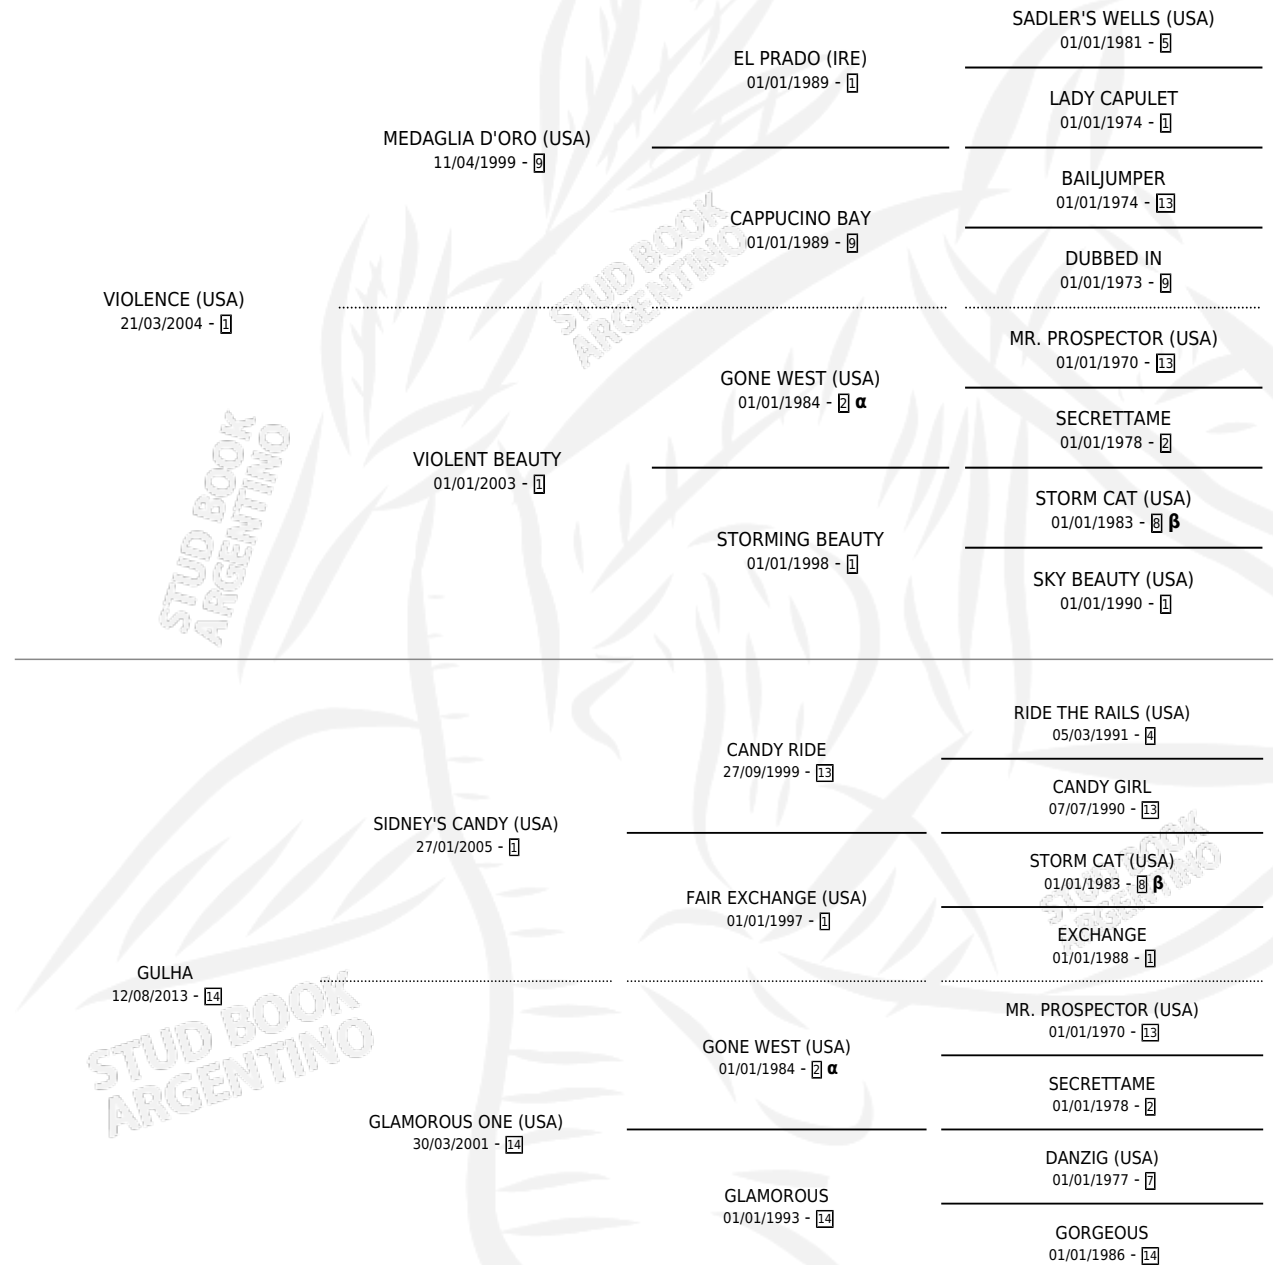 SADLER'S WELLS (USA)
01/01/1981 - 5
EL PRADO (IRE)
01/01/1989 - 1
LADY CAPULET
01/01/1974 - 1
MEDAGLIA D'ORO (USA)
11/04/1999 - 9
BAILJUMPER
01/01/1974 - 13
CAPPUCINO BAY
01/01/1989 - 9
DUBBED IN
01/01/1973 - 9
VIOLENCE (USA)
21/03/2004 - 1
MR. PROSPECTOR (USA)
01/01/1970 - 13
GONE WEST (USA)
01/01/1984 - 2 α
SECRETTAME
01/01/1978 - 2
VIOLENT BEAUTY
01/01/2003 - 1
STORM CAT (USA)
01/01/1983 - 8 β
STORMING BEAUTY
01/01/1998 - 1
SKY BEAUTY (USA)
01/01/1990 - 1
STUD BOOK
ARGENTINO
STUD BOOK
ARGENTINO
RIDE THE RAILS (USA)
05/03/1991 - 4
CANDY RIDE
27/09/1999 - 13
CANDY GIRL
07/07/1990 - 13
SIDNEY'S CANDY (USA)
27/01/2005 - 1
STORM CAT (USA)
01/01/1983 - 8 β
FAIR EXCHANGE (USA)
01/01/1997 - 1
EXCHANGE
01/01/1988 - 1
GULHA
12/08/2013 - 14
MR. PROSPECTOR (USA)
01/01/1970 - 13
GONE WEST (USA)
01/01/1984 - 2 α
SECRETTAME
01/01/1978 - 2
GLAMOROUS ONE (USA)
30/03/2001 - 14
DANZIG (USA)
01/01/1977 - 7
GLAMOROUS
01/01/1993 - 14
GORGEOUS
01/01/1986 - 14
STUD BOOK
ARGENTINO
STUD BOOK
ARGENTINO